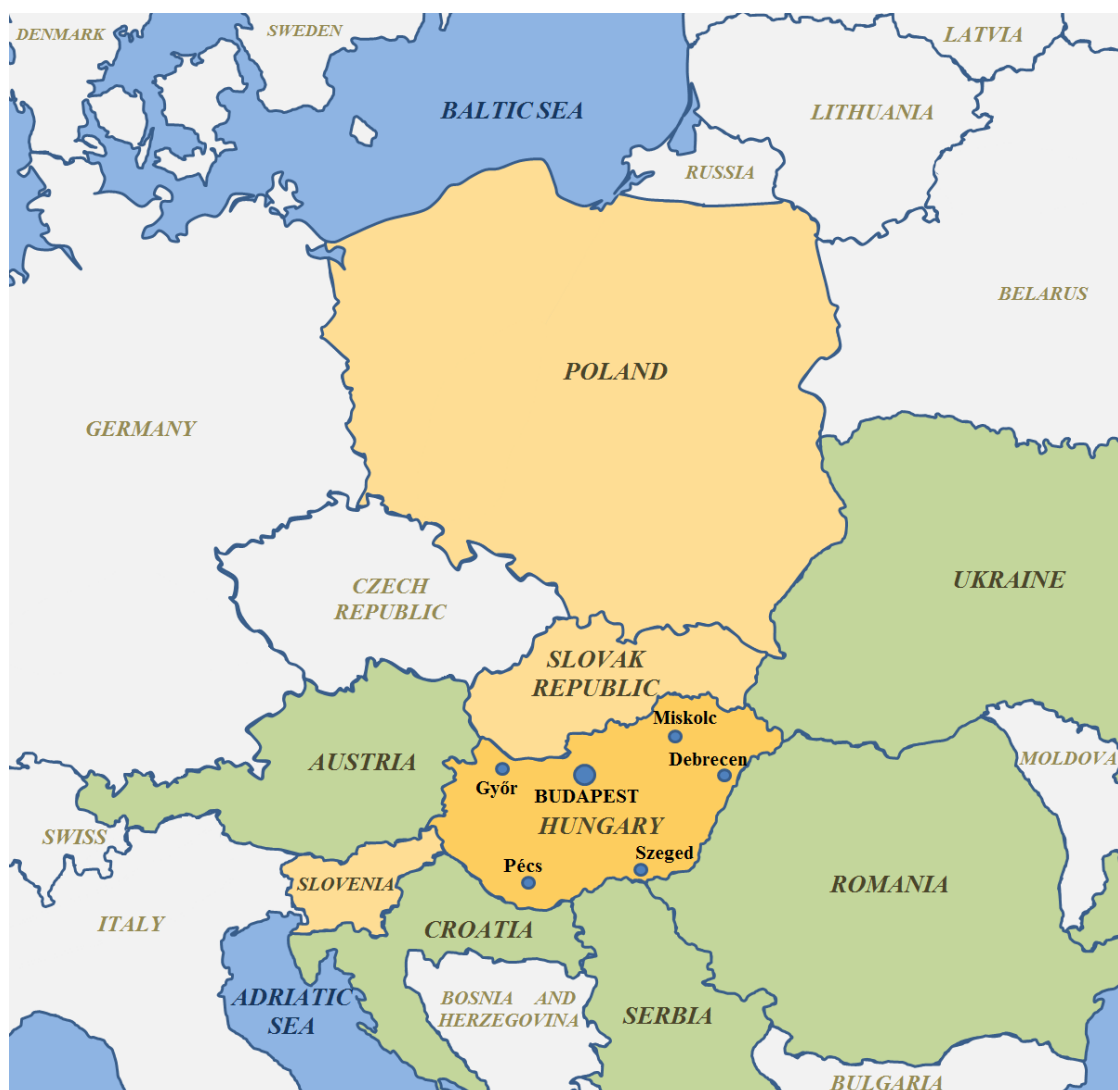 DENMARK
SWEDEN
LATVIA
BALTIC SEA
LITHUANIA
RUSSIA
BELARUS
POLAND
GERMANY
UKRAINE
CZECH
REPUBLIC
SLOVAK
REPUBLIC
Miskolc
AUSTRIA
Debrecen
MOLDOVA
Győr
BUDAPEST
HUNGARY
SWISS
Szeged
Pécs
SLOVENIA
ROMANIA
ITALY
CROATIA
ADRIATIC
SEA
BOSNIA AND
HERZEGOVINA
SERBIA
BULGARIA